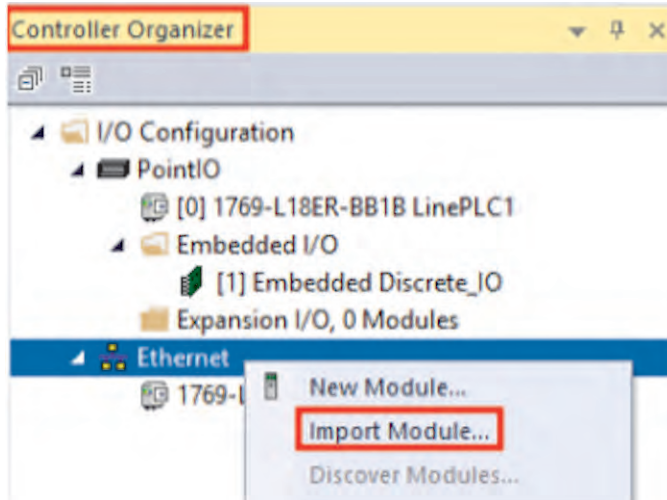 Controller Organizer
I/O Configuration
PointIO
[0] 1769-L18ER-BB1B LinePLC1
Embedded I/O
[1] Embedded Discrete_IO
Expansion I/O, 0 Modules
Ethernet
1769-L
New Module...
Import Module...
Discover Modules...